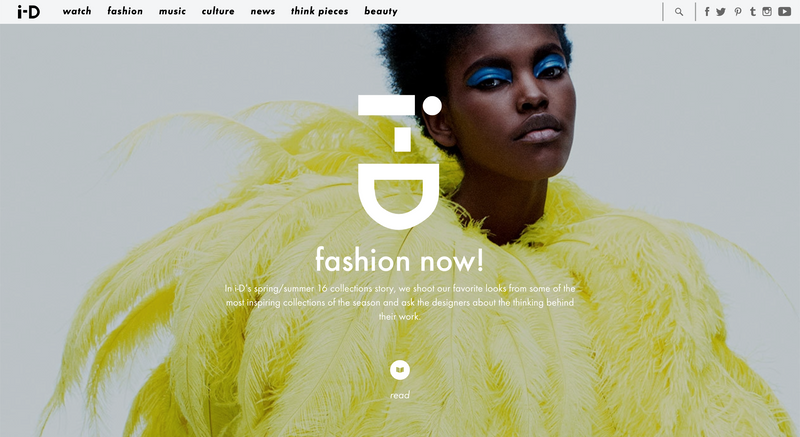 i-D watch fashion music culture news think pieces beauty
i-D
fashion now!
In i-D's spring/summer 16 collections story, we shoot our favorite looks from some of the
most inspiring collections of the season and ask the designers about the thinking behind
their work.
read